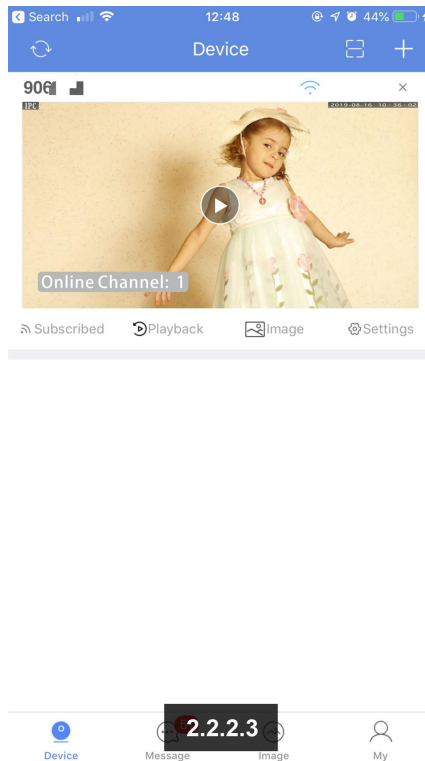 Search 12:48 44%
Device
906
IPC 2019-08-16 10:36:02
Online Channel: 1
Subscribed Playback Image Settings
2.2.2.3
Device Message Image My